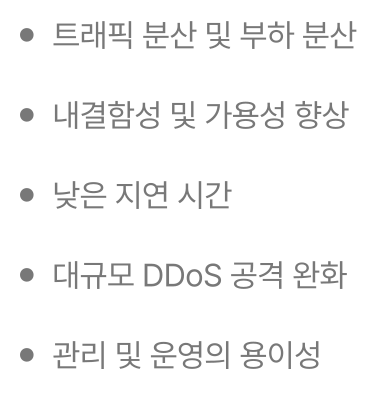 • 트래픽 분산 및 부하 분산
• 내결함성 및 가용성 향상
• 낮은 지연 시간
• 대규모 DDoS 공격 완화
• 관리 및 운영의 용이성